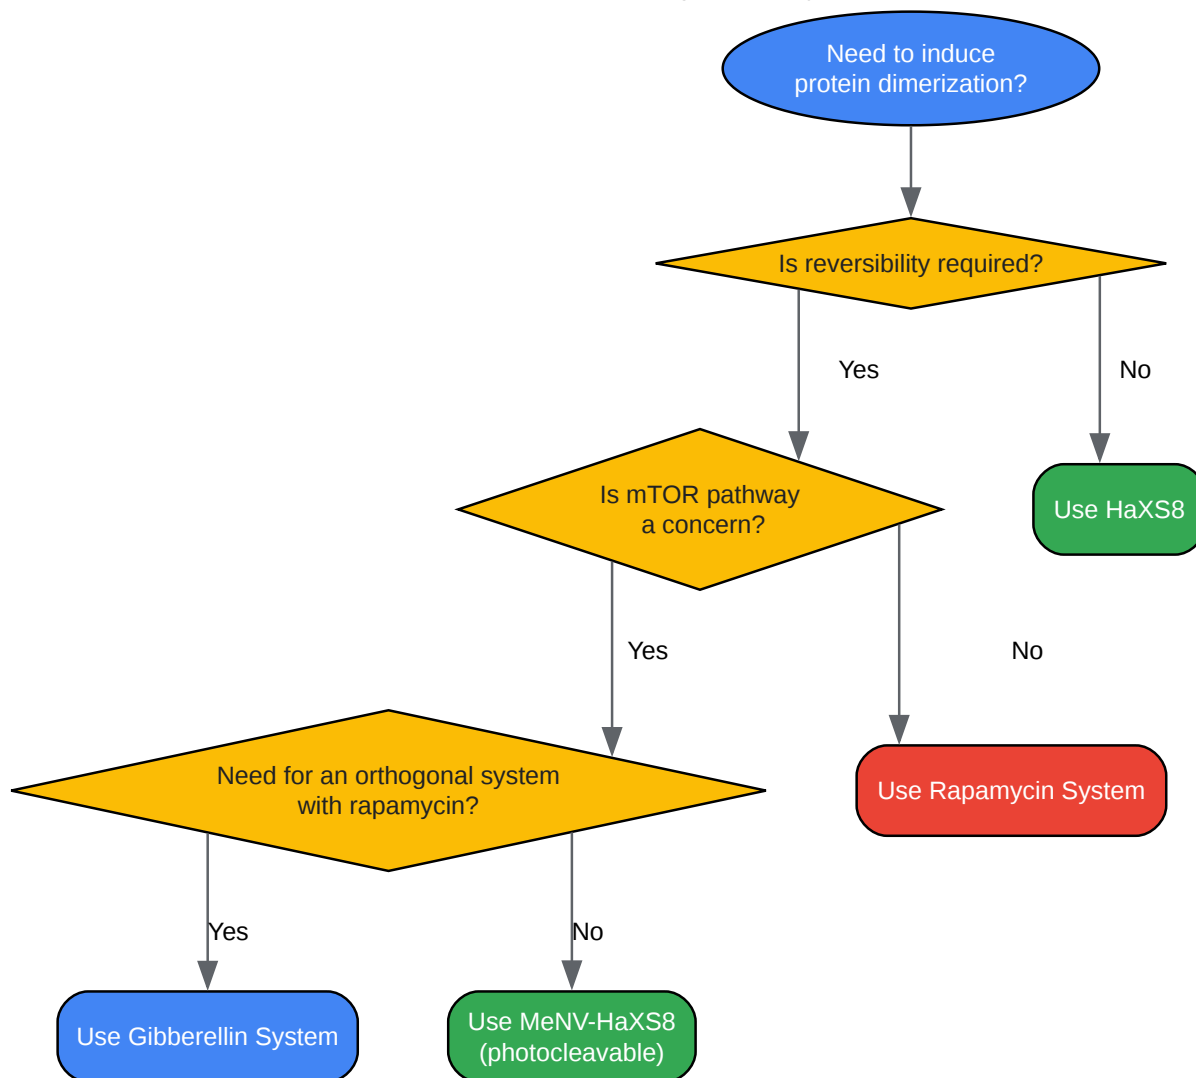 Need to induce
protein dimerization?
Is reversibility required?
Yes
No
Is mTOR pathway
a concern?
Use HaXS8
Yes
No
Need for an orthogonal system
with rapamycin?
Use Rapamycin System
Yes
No
Use Gibberellin System
Use MeNV-HaXS8
(photocleavable)